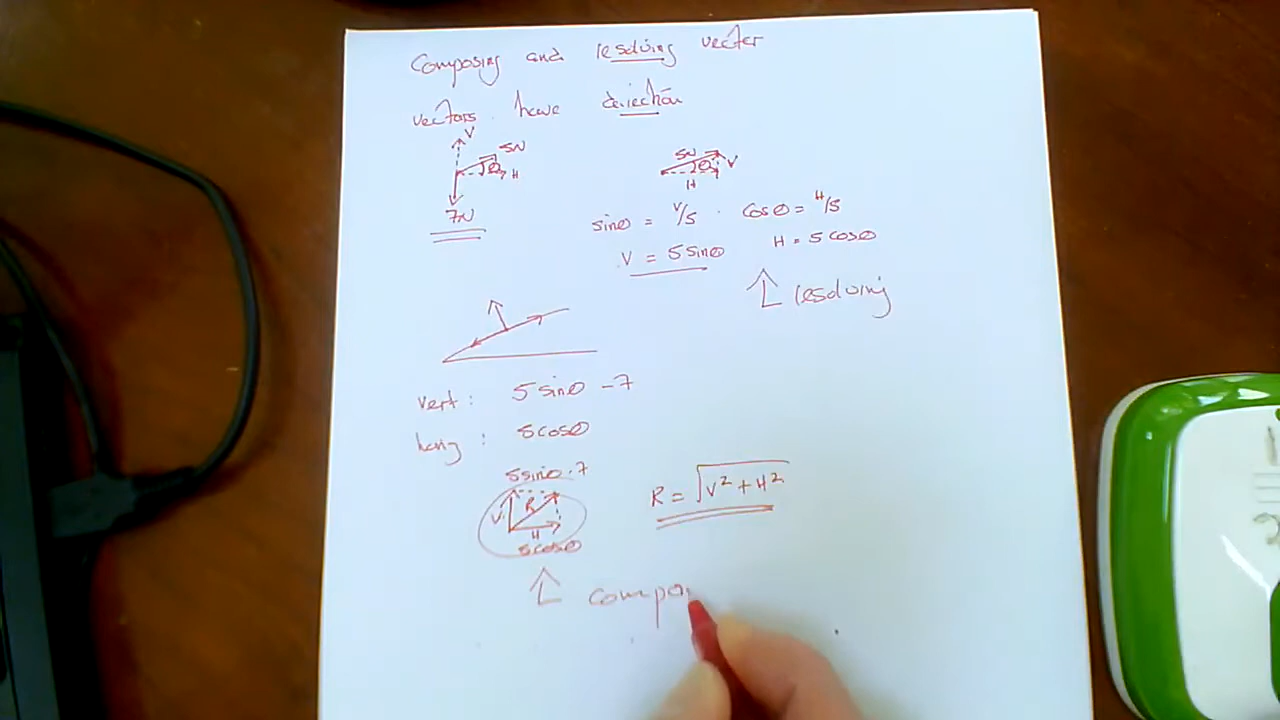 Composing and resolving vector
vectors have direction
V
5N
θ
H
7N
5N
θ
V
H
sinθ = V/5 . cosθ = H/5
V = 5sinθ
H = 5cosθ
resolving
vert : 5sinθ - 7
horiz : 5cosθ
5sinθ - 7
V
R
H
5cosθ
R = √V² + H²
compo